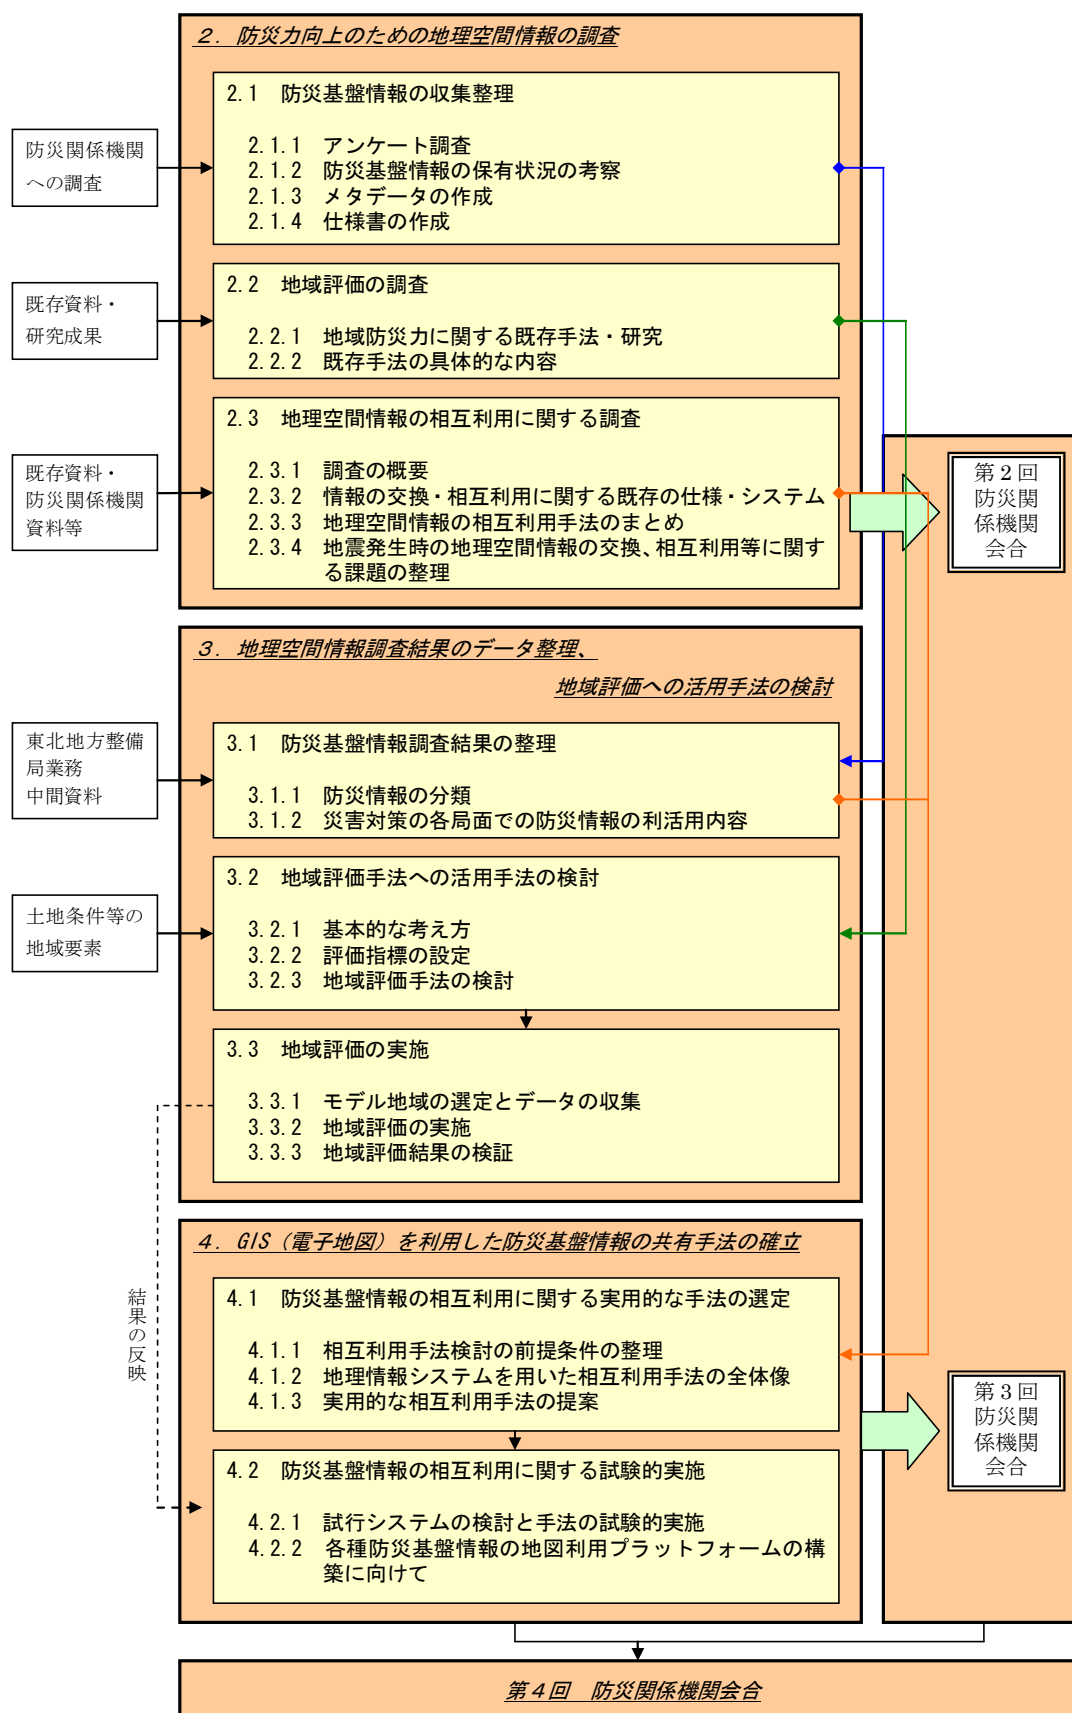 2. 防災力向上のための地理空間情報の調査
2.1 防災基盤情報の収集整理
2.1.1 アンケート調査
2.1.2 防災基盤情報の保有状況の考察
2.1.3 メタデータの作成
2.1.4 仕様書の作成
防災関係機関
への調査
2.2 地域評価の調査
2.2.1 地域防災力に関する既存手法・研究
2.2.2 既存手法の具体的な内容
既存資料・
研究成果
2.3 地理空間情報の相互利用に関する調査
2.3.1 調査の概要
2.3.2 情報の交換・相互利用に関する既存の仕様・システム
2.3.3 地理空間情報の相互利用手法のまとめ
2.3.4 地震発生時の地理空間情報の交換、相互利用等に関す
る課題の整理
既存資料・
防災関係機関
資料等
第2回
防災関
係機関
会合
3. 地理空間情報調査結果のデータ整理、
地域評価への活用手法の検討
3.1 防災基盤情報調査結果の整理
3.1.1 防災情報の分類
3.1.2 災害対策の各局面での防災情報の利活用内容
東北地方整備
局業務
中間資料
3.2 地域評価手法への活用手法の検討
3.2.1 基本的な考え方
3.2.2 評価指標の設定
3.2.3 地域評価手法の検討
土地条件等の
地域要素
3.3 地域評価の実施
3.3.1 モデル地域の選定とデータの収集
3.3.2 地域評価の実施
3.3.3 地域評価結果の検証
結果の反映
4. GIS（電子地図）を利用した防災基盤情報の共有手法の確立
4.1 防災基盤情報の相互利用に関する実用的な手法の選定
4.1.1 相互利用手法検討の前提条件の整理
4.1.2 地理情報システムを用いた相互利用手法の全体像
4.1.3 実用的な相互利用手法の提案
第3回
防災関
係機関
会合
4.2 防災基盤情報の相互利用に関する試験的実施
4.2.1 試行システムの検討と手法の試験的実施
4.2.2 各種防災基盤情報の地図利用プラットフォームの構
築に向けて
第4回 防災関係機関会合